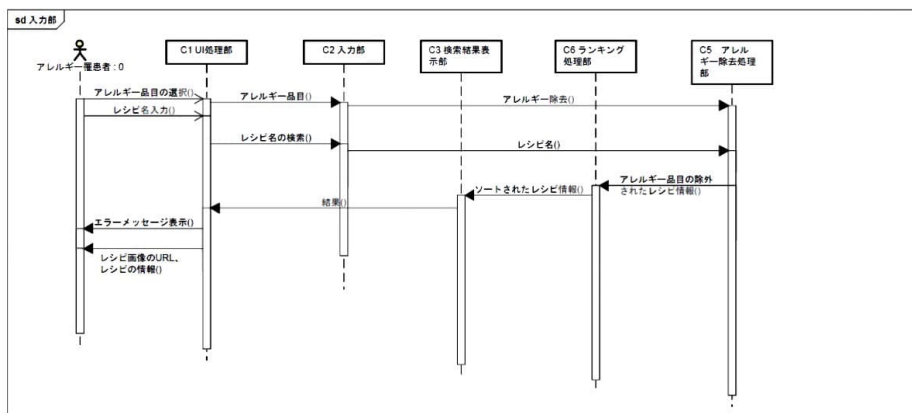 sd 入力部
アレルギー罹患者 : 0
C1 UI処理部
C2 入力部
C3 検索結果表
示部
C6 ランキング
処理部
C5 アレル
ギー除去処理
部
アレルギー品目の選択()
アレルギー品目()
アレルギー除去()
レシピ名入力()
レシピ名の検索()
レシピ名()
アレルギー品目の除外
されたレシピ情報()
ソートされたレシピ情報()
結果()
エラーメッセージ表示()
レシピ画像のURL、
レシピの情報()